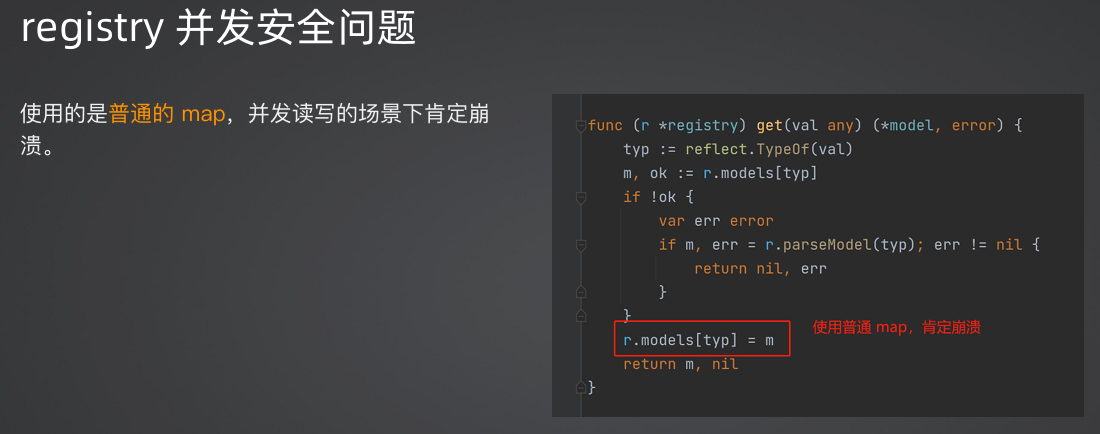 registry 并发安全问题
使用的是普通的 map，并发读写的场景下肯定崩
溃。
func (r *registry) get(val any) (*model, error) {
    typ := reflect.TypeOf(val)
    m, ok := r.models[typ]
    if !ok {
        var err error
        if m, err = r.parseModel(typ); err != nil {
            return nil, err
        }
    }
    r.models[typ] = m
使用普通 map，肯定崩溃
    return m, nil
}